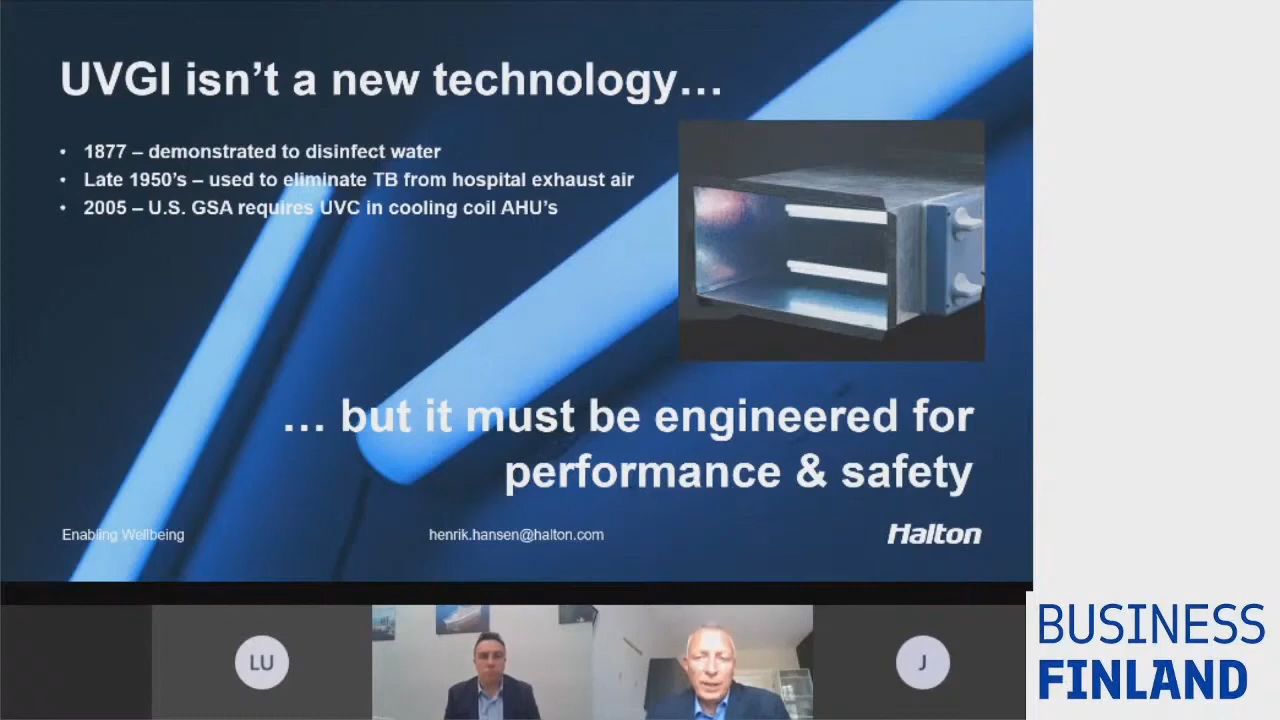 UVGI isn’t a new technology…
• 1877 – demonstrated to disinfect water
• Late 1950’s – used to eliminate TB from hospital exhaust air
• 2005 – U.S. GSA requires UVC in cooling coil AHU’s
… but it must be engineered for
performance & safety
Enabling Wellbeing
henrik.hansen@halton.com
Halton
LU
J
BUSINESS
FINLAND